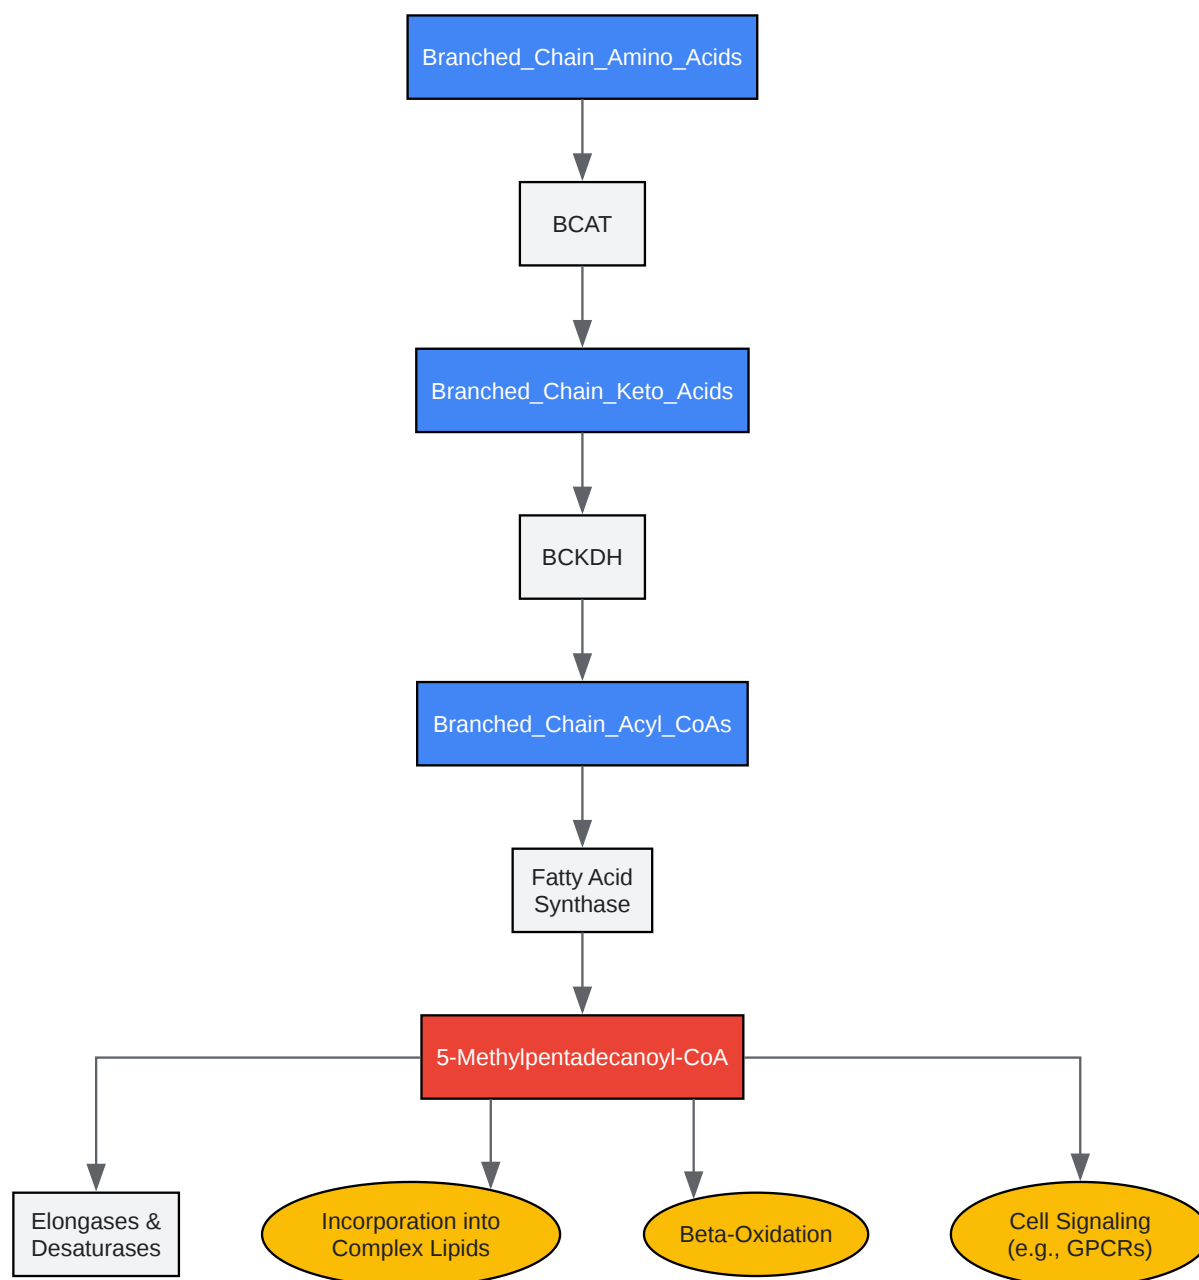 Branched_Chain_Amino_Acids
BCAT
Branched_Chain_Keto_Acids
BCKDH
Branched_Chain_Acyl_CoAs
Fatty Acid
Synthase
5-Methylpentadecanoyl-CoA
Elongases &
Desaturases
Incorporation into
Complex Lipids
Beta-Oxidation
Cell Signaling
(e.g., GPCRs)